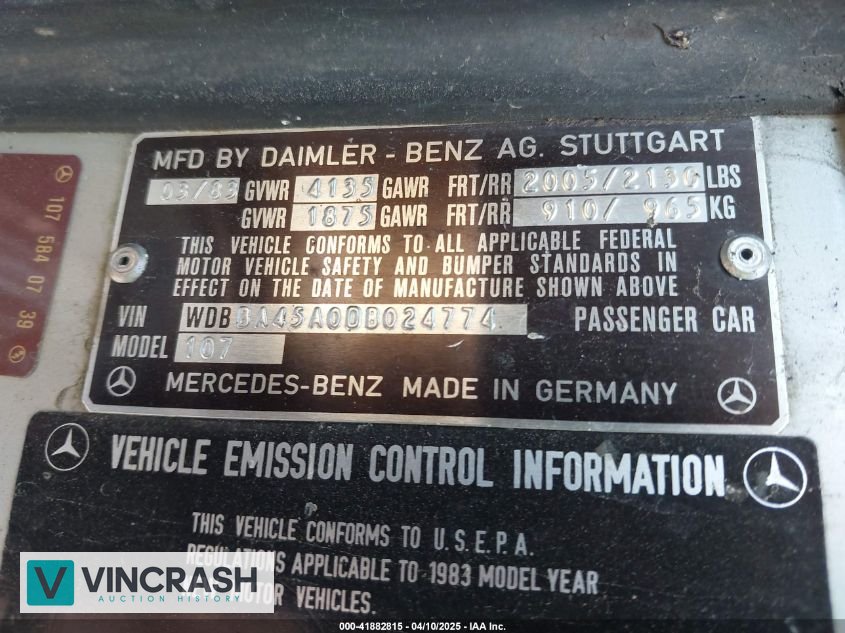 107 584 07 39
MFD BY DAIMLER - BENZ AG. STUTTGART
03/83 GVWR 4135 GAWR FRT/RR 2005/2130 LBS
GVWR 1875 GAWR FRT/RR 910/ 965 KG
THIS VEHICLE CONFORMS TO ALL APPLICABLE FEDERAL
MOTOR VEHICLE SAFETY AND BUMPER STANDARDS IN
EFFECT ON THE DATE OF MANUFACTURE SHOWN ABOVE
VIN WDBBA45A0DB024774 PASSENGER CAR
MODEL 107
MERCEDES-BENZ MADE IN GERMANY
VEHICLE EMISSION CONTROL INFORMATION
THIS VEHICLE CONFORMS TO U.S.E.P.A.
REGULATIONS APPLICABLE TO 1983 MODEL YEAR
MOTOR VEHICLES.
VINCRASH
AUCTION HISTORY
000-41882815 - 04/10/2025 - IAA Inc.